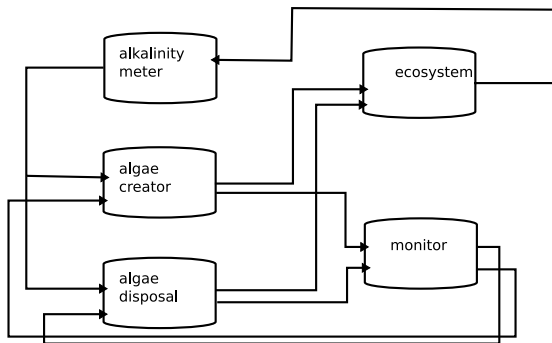 alkalinity
meter
ecosystem
algae
creator
algae
disposal
monitor